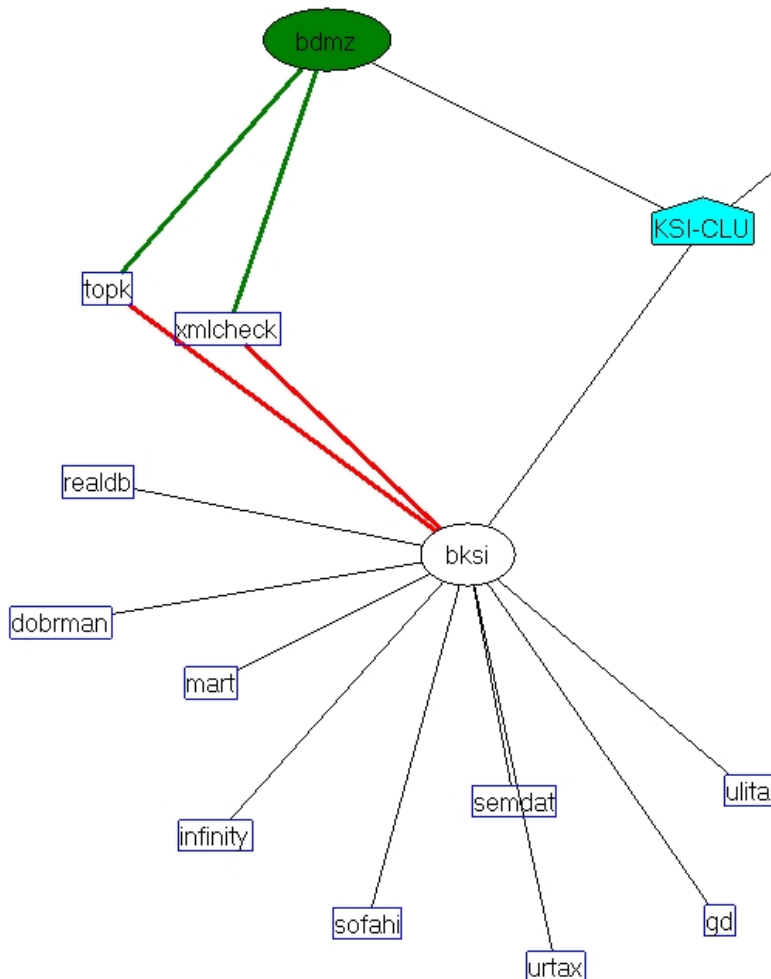 bdmz
KSI-CLU
topk
xmlcheck
realdb
bksi
dobrman
mart
semdat
ulita
infinity
sofahi
gd
urtax